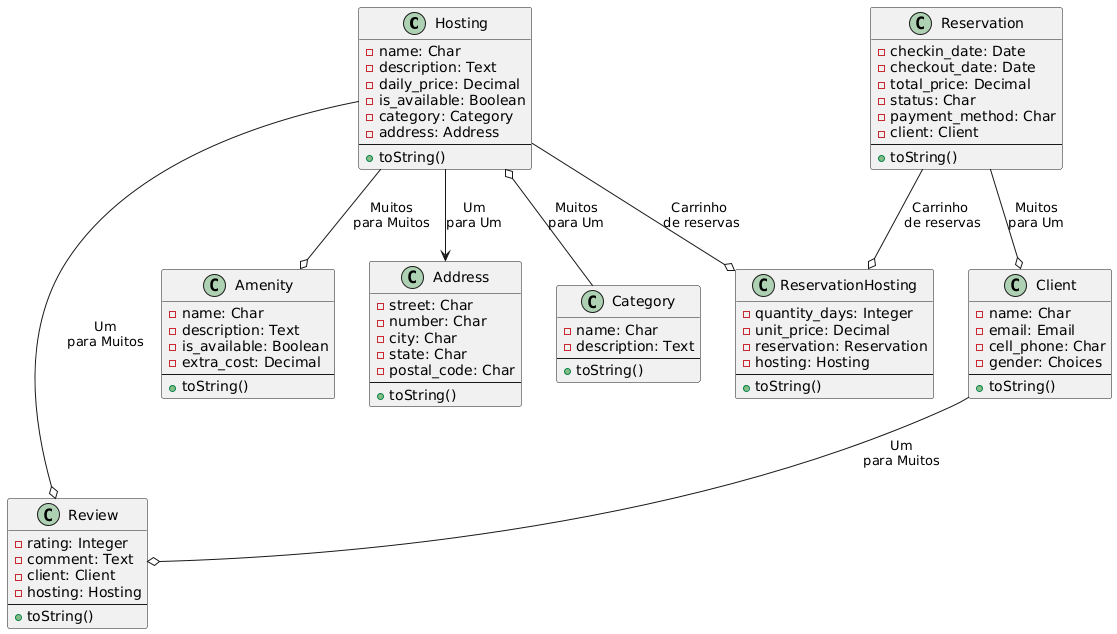 C Hosting
name: Char
description: Text
daily_price: Decimal
is_available: Boolean
category: Category
address: Address
toString()
C Reservation
checkin_date: Date
checkout_date: Date
total_price: Decimal
status: Char
payment_method: Char
client: Client
toString()
Muitos
para Muitos
Um
para Um
Muitos
para Um
Carrinho
de reservas
Carrinho
de reservas
Muitos
para Um
C Amenity
name: Char
description: Text
is_available: Boolean
extra_cost: Decimal
toString()
C Address
street: Char
number: Char
city: Char
state: Char
postal_code: Char
toString()
C Category
name: Char
description: Text
toString()
C ReservationHosting
quantity_days: Integer
unit_price: Decimal
reservation: Reservation
hosting: Hosting
toString()
C Client
name: Char
email: Email
cell_phone: Char
gender: Choices
toString()
Um
para Muitos
Um
para Muitos
C Review
rating: Integer
comment: Text
client: Client
hosting: Hosting
toString()